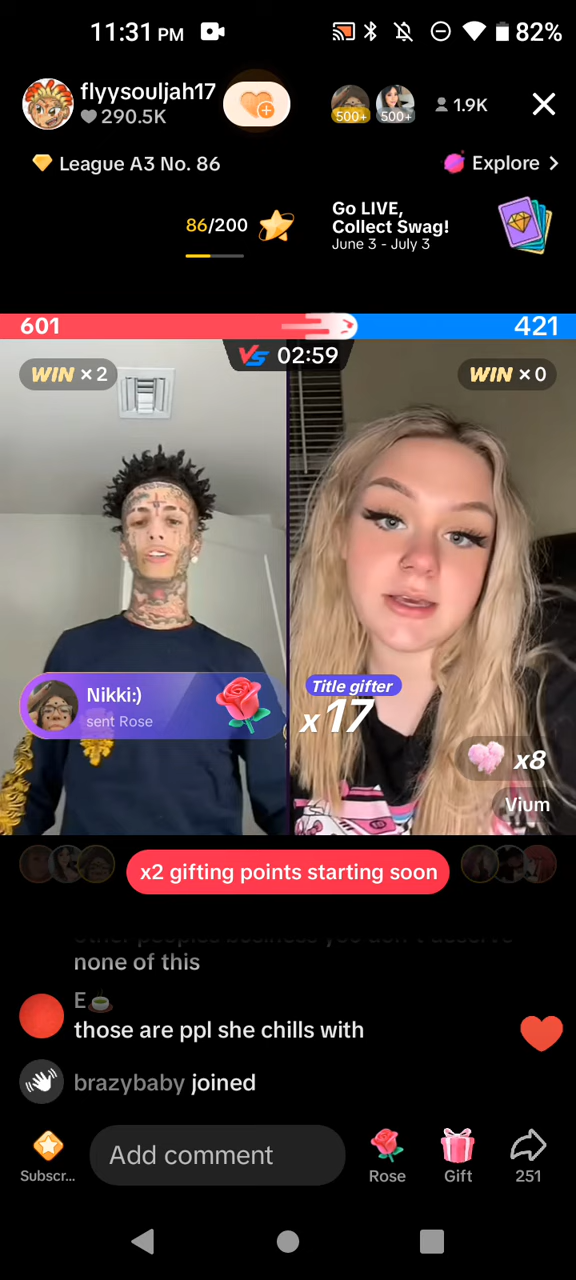 11:31 PM
82%
flyysouljah17
290.5K
500+
500+
1.9K
League A3 No. 86
Explore
86/200
Go LIVE,
Collect Swag!
June 3 - July 3
601
421
VS 02:59
WIN x 2
WIN x 0
Nikki:)
sent Rose
Title gifter
x17
x8
Vium
x2 gifting points starting soon
none of this
E
those are ppl she chills with
brazybaby joined
Add comment
Subscr...
Rose
Gift
251